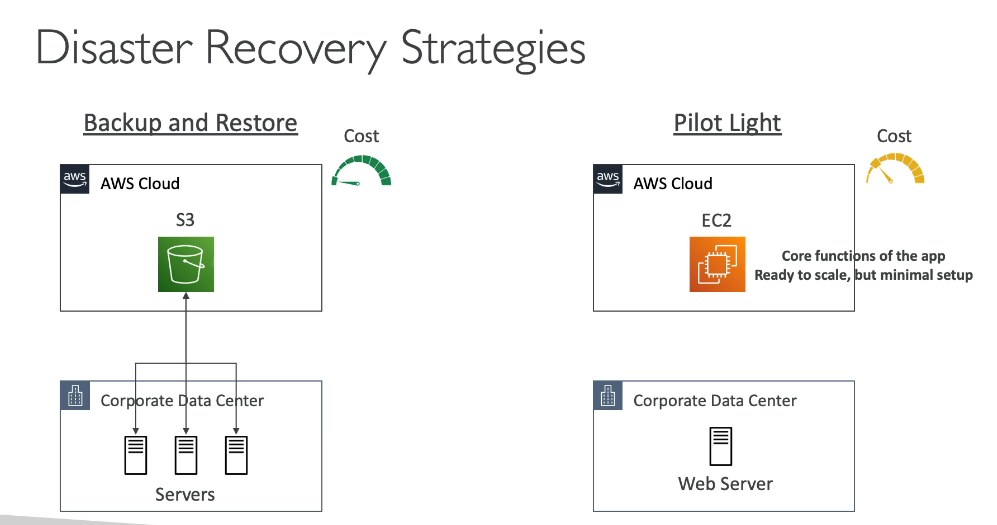 Disaster Recovery Strategies
Backup and Restore
Cost
aws
AWS Cloud
S3
Corporate Data Center
Servers
Pilot Light
Cost
aws
AWS Cloud
EC2
Core functions of the app
Ready to scale, but minimal setup
Corporate Data Center
Web Server